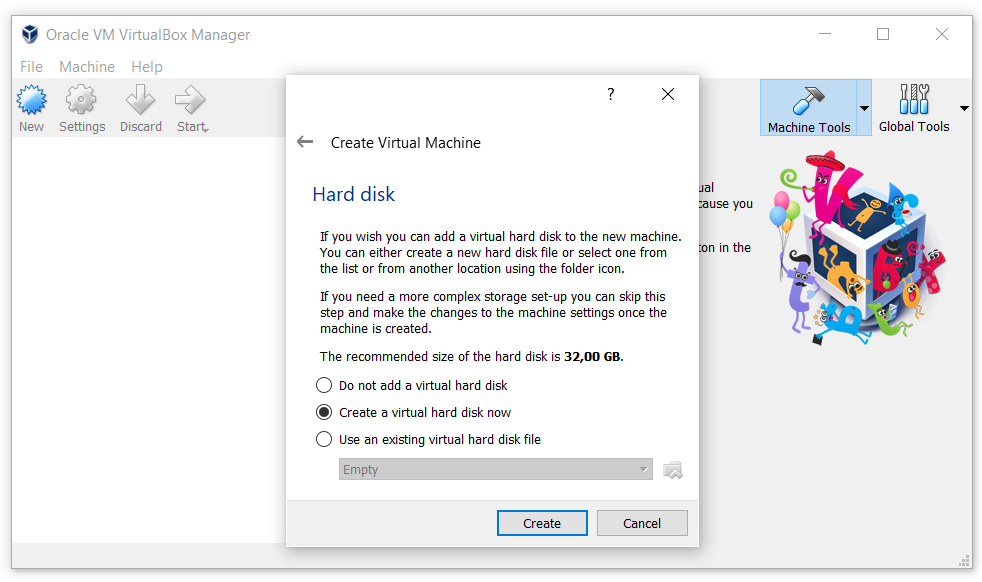 Oracle VM VirtualBox Manager
File Machine Help
New Settings Discard Start
Machine Tools Global Tools
?
Create Virtual Machine
Hard disk
If you wish you can add a virtual hard disk to the new machine.
You can either create a new hard disk file or select one from
the list or from another location using the folder icon.
If you need a more complex storage set-up you can skip this
step and make the changes to the machine settings once the
machine is created.
The recommended size of the hard disk is 32,00 GB.
Do not add a virtual hard disk
Create a virtual hard disk now
Use an existing virtual hard disk file
Empty
Create Cancel
ual
cause you
ton in the